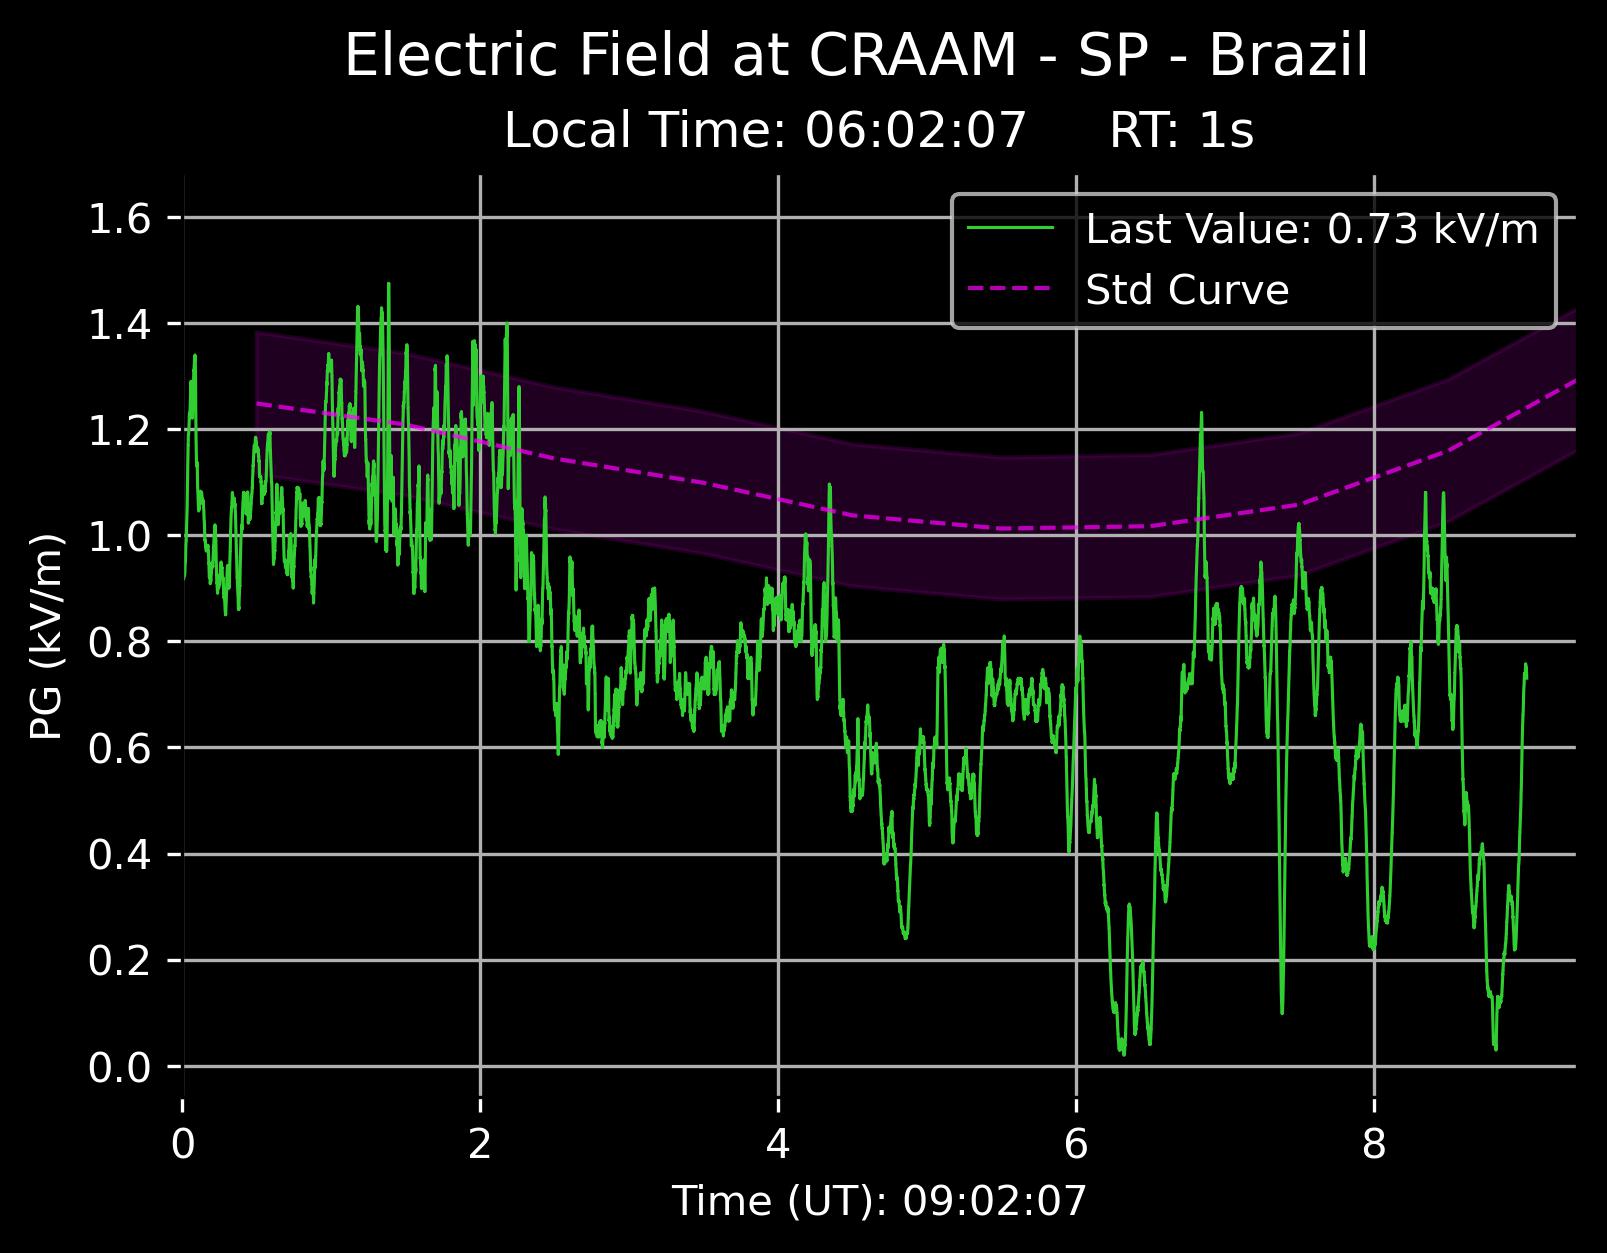 Electric Field at CRAAM - SP - Brazil
Local Time: 06:02:07 RT: 1s
Last Value: 0.73 kV/m
Std Curve
PG (kV/m)
1.6
1.4
1.2
1.0
0.8
0.6
0.4
0.2
0.0
0 2 4 6 8
Time (UT): 09:02:07